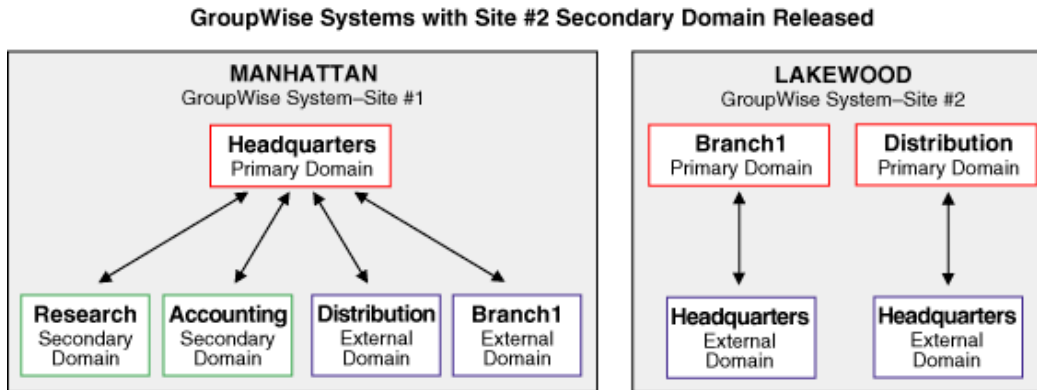 GroupWise Systems with Site #2 Secondary Domain Released
MANHATTAN
GroupWise System–Site #1
Headquarters
Primary Domain
Research
Secondary
Domain
Accounting
Secondary
Domain
Distribution
External
Domain
Branch1
External
Domain
LAKEWOOD
GroupWise System–Site #2
Branch1
Primary Domain
Distribution
Primary Domain
Headquarters
External
Domain
Headquarters
External
Domain